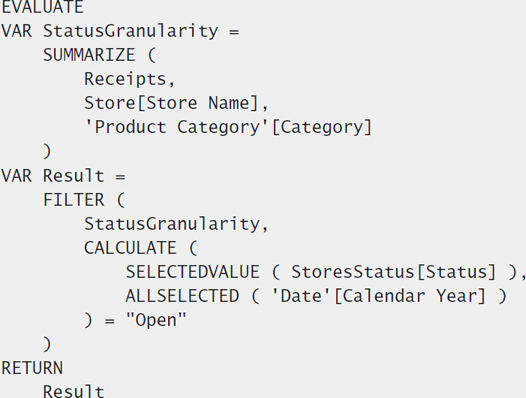 EVALUATE
VAR StatusGranularity =
    SUMMARIZE (
        Receipts,
        Store[Store Name],
        'Product Category'[Category]
    )
VAR Result =
    FILTER (
        StatusGranularity,
        CALCULATE (
            SELECTEDVALUE ( StoresStatus[Status] ),
            ALLSELECTED ( 'Date'[Calendar Year] )
        ) = "Open"
    )
RETURN
    Result